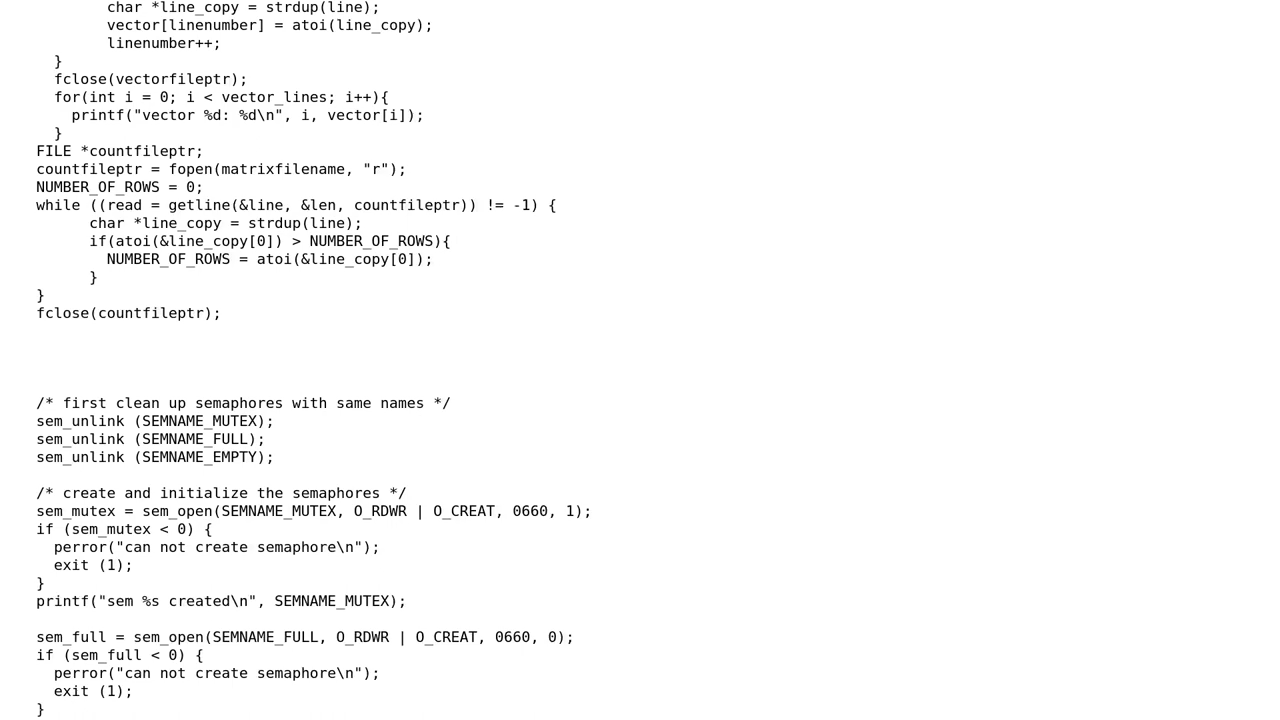 char *line_copy = strdup(line);
vector[linenumber] = atoi(line_copy);
linenumber++;
}
fclose(vectorfileptr);
for(int i = 0; i < vector_lines; i++){
printf("vector %d: %d\n", i, vector[i]);
}
FILE *countfileptr;
countfileptr = fopen(matrixfilename, "r");
NUMBER_OF_ROWS = 0;
while ((read = getline(&line, &len, countfileptr)) != -1) {
char *line_copy = strdup(line);
if(atoi(&line_copy[0]) > NUMBER_OF_ROWS){
NUMBER_OF_ROWS = atoi(&line_copy[0]);
}
}
fclose(countfileptr);
/* first clean up semaphores with same names */
sem_unlink (SEMNAME_MUTEX);
sem_unlink (SEMNAME_FULL);
sem_unlink (SEMNAME_EMPTY);
/* create and initialize the semaphores */
sem_mutex = sem_open(SEMNAME_MUTEX, O_RDWR | O_CREAT, 0660, 1);
if (sem_mutex < 0) {
perror("can not create semaphore\n");
exit (1);
}
printf("sem %s created\n", SEMNAME_MUTEX);
sem_full = sem_open(SEMNAME_FULL, O_RDWR | O_CREAT, 0660, 0);
if (sem_full < 0) {
perror("can not create semaphore\n");
exit (1);
}